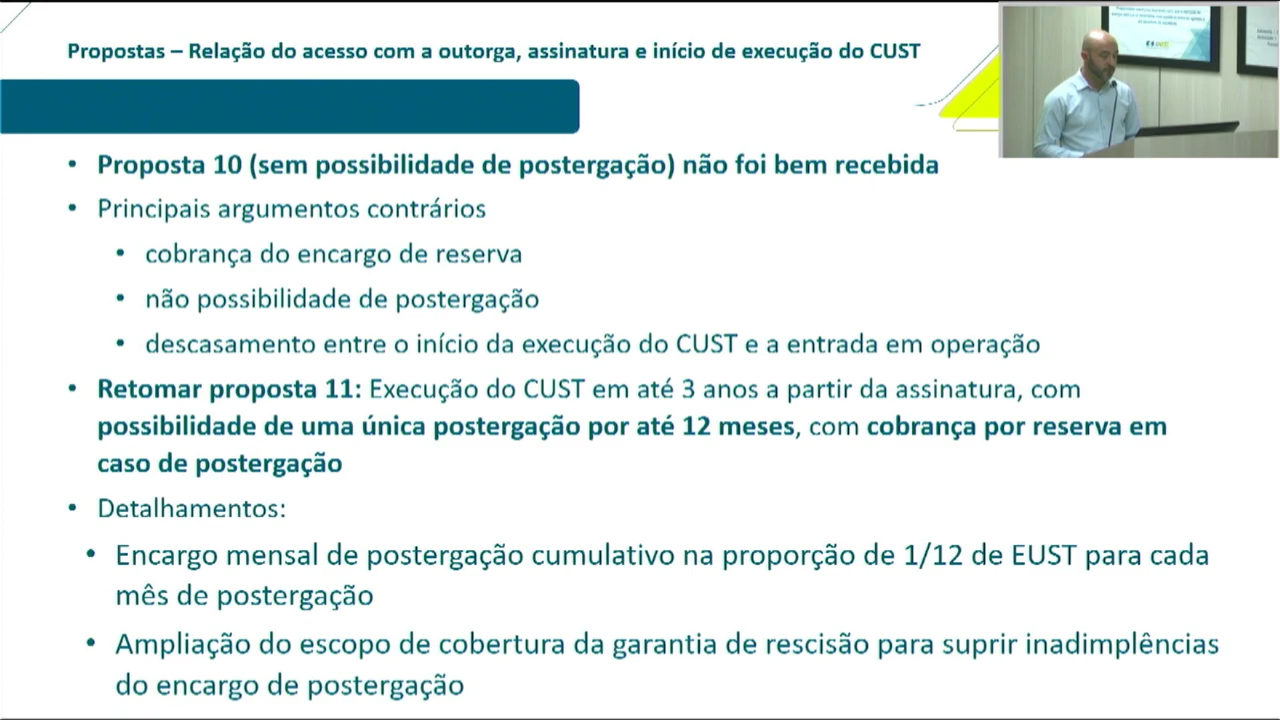 Propostas – Relação do acesso com a outorga, assinatura e início de execução do CUST
• Proposta 10 (sem possibilidade de postergação) não foi bem recebida
• Principais argumentos contrários
• cobrança do encargo de reserva
• não possibilidade de postergação
• descasamento entre o início da execução do CUST e a entrada em operação
• Retomar proposta 11: Execução do CUST em até 3 anos a partir da assinatura, com
possibilidade de uma única postergação por até 12 meses, com cobrança por reserva em
caso de postergação
• Detalhamentos:
• Encargo mensal de postergação cumulativo na proporção de 1/12 de EUST para cada
mês de postergação
• Ampliação do escopo de cobertura da garantia de rescisão para suprir inadimplências
do encargo de postergação